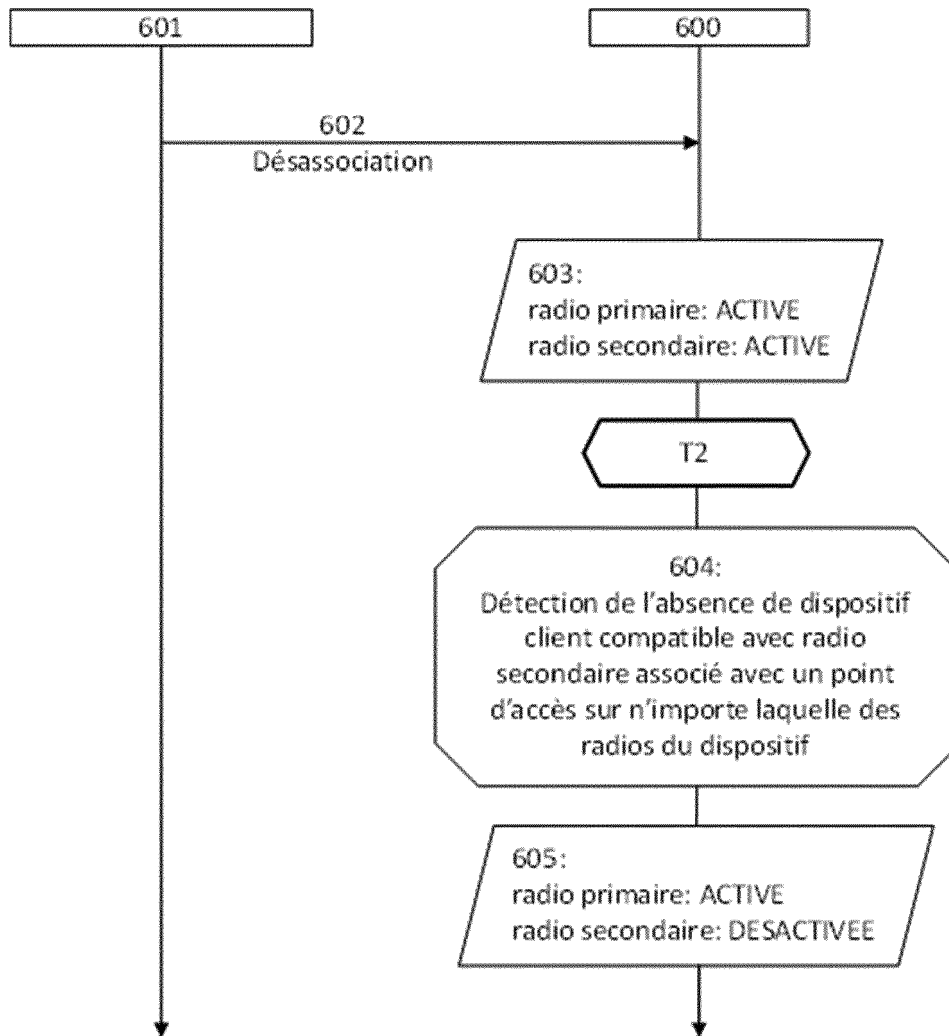 601
600
602
Désassociation
603:
radio primaire: ACTIVE
radio secondaire: ACTIVE
T2
604:
Détection de l'absence de dispositif
client compatible avec radio
secondaire associé avec un point
d'accès sur n'importe laquelle des
radios du dispositif
605:
radio primaire: ACTIVE
radio secondaire: DESACTIVEE